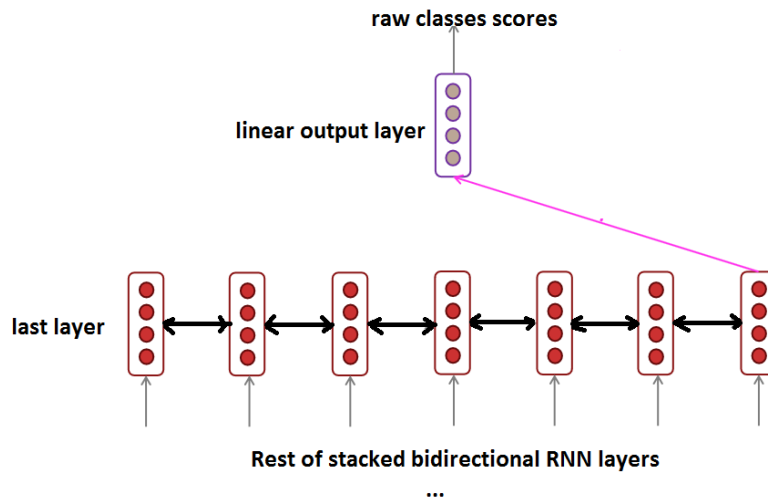 raw classes scores
linear output layer
last layer
Rest of stacked bidirectional RNN layers
...